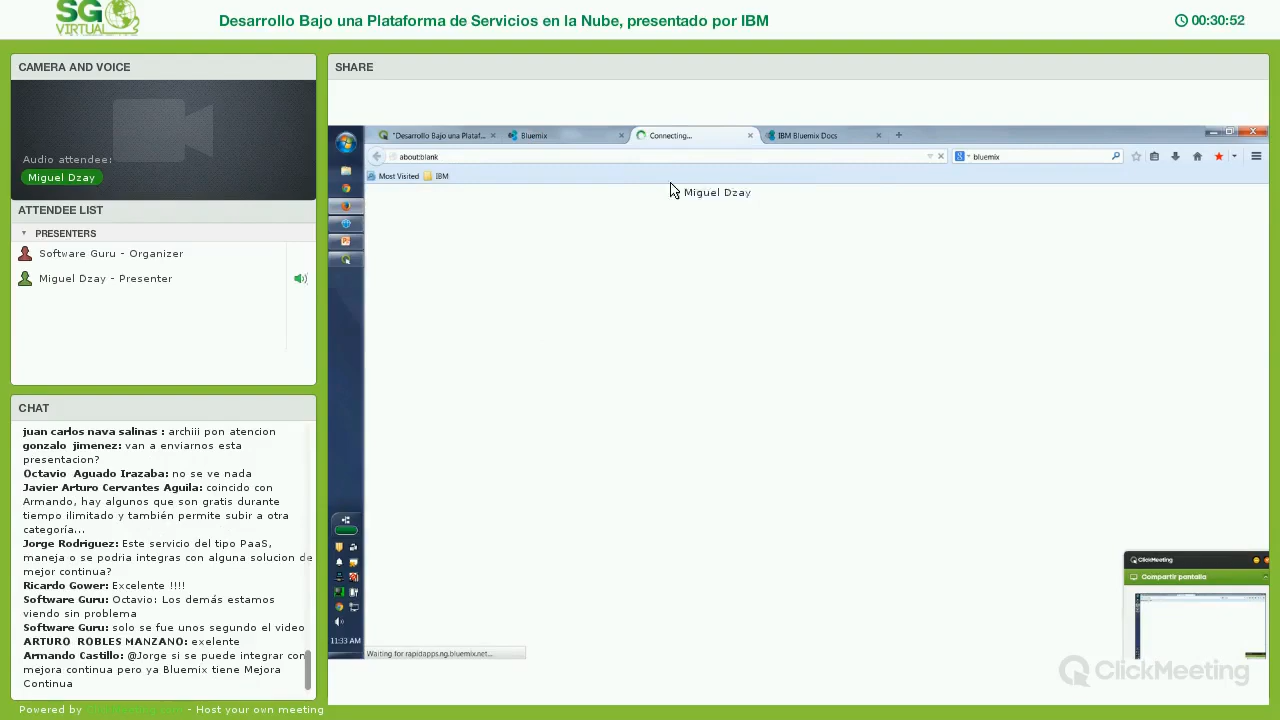 SG
VIRTUAL
Desarrollo Bajo una Plataforma de Servicios en la Nube, presentado por IBM
00:30:52
CAMERA AND VOICE
Audio attendee:
Miguel Dzay
ATTENDEE LIST
PRESENTERS
Software Guru - Organizer
Miguel Dzay - Presenter
CHAT
juan carlos nava salinas : archiii pon atencion
gonzalo jimenez: van a enviarnos esta
presentacion?
Octavio Aguado Irazaba: no se ve nada
Javier Arturo Cervantes Aguila: coincido con
Armando, hay algunos que son gratis durante
tiempo ilimitado y también permite subir a otra
categoría...
Jorge Rodriguez: Este servicio del tipo PaaS,
maneja o se podria integras con alguna solucion de
mejor continua?
Ricardo Gower: Excelente !!!!
Software Guru: Octavio: Los demás estamos
viendo sin problema
Software Guru: solo se fue unos segundo el video
ARTURO ROBLES MANZANO: exelente
Armando Castillo: @Jorge si se puede integrar con
mejora continua pero ya Bluemix tiene Mejora
Continua
Powered by ClickMeeting.com - Host your own meeting
SHARE
"Desarrollo Bajo una Plataf...
Bluemix
Connecting...
IBM Bluemix Docs
about:blank
bluemix
Most Visited
IBM
Miguel Dzay
11:33 AM
Waiting for rapidapps.ng.bluemix.net...
ClickMeeting
Compartir pantalla
ClickMeeting